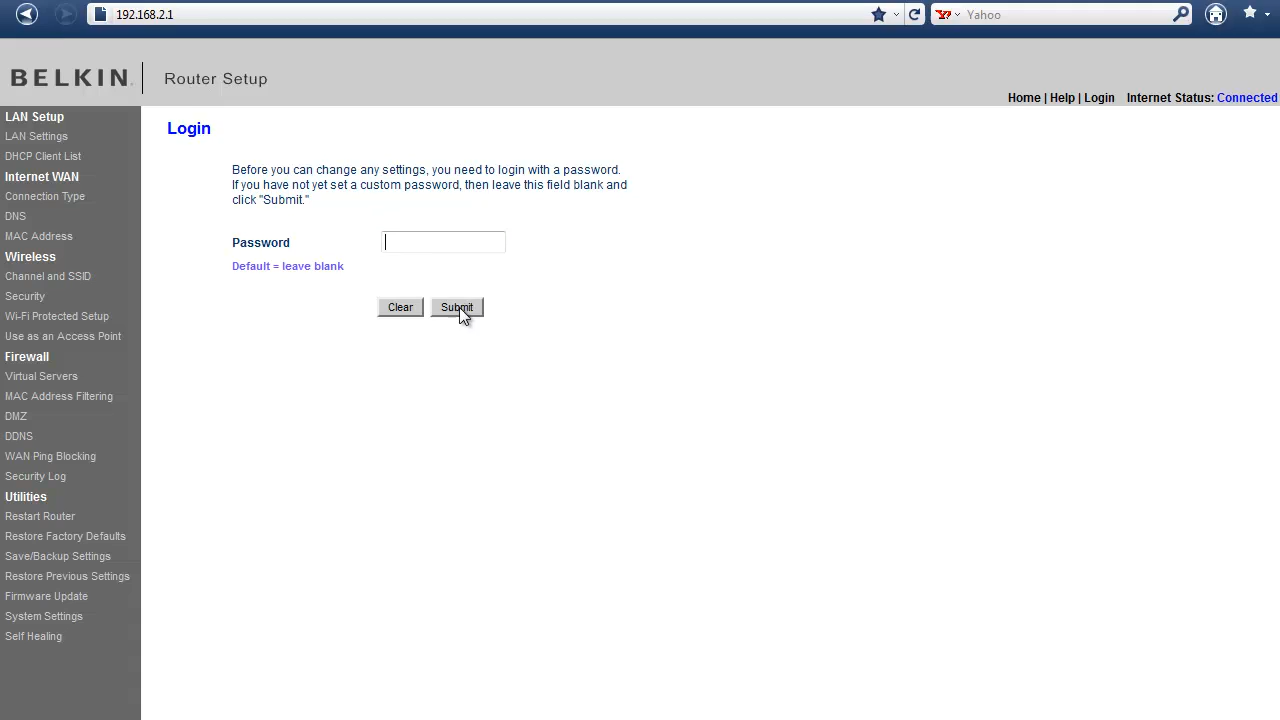 192.168.2.1
Yahoo
BELKIN
Router Setup
Home | Help | Login Internet Status: Connected
LAN Setup
LAN Settings
DHCP Client List
Internet WAN
Connection Type
DNS
MAC Address
Wireless
Channel and SSID
Security
Wi-Fi Protected Setup
Use as an Access Point
Firewall
Virtual Servers
MAC Address Filtering
DMZ
DDNS
WAN Ping Blocking
Security Log
Utilities
Restart Router
Restore Factory Defaults
Save/Backup Settings
Restore Previous Settings
Firmware Update
System Settings
Self Healing
Login
Before you can change any settings, you need to login with a password.
If you have not yet set a custom password, then leave this field blank and
click "Submit."
Password
Default = leave blank
Clear Submit